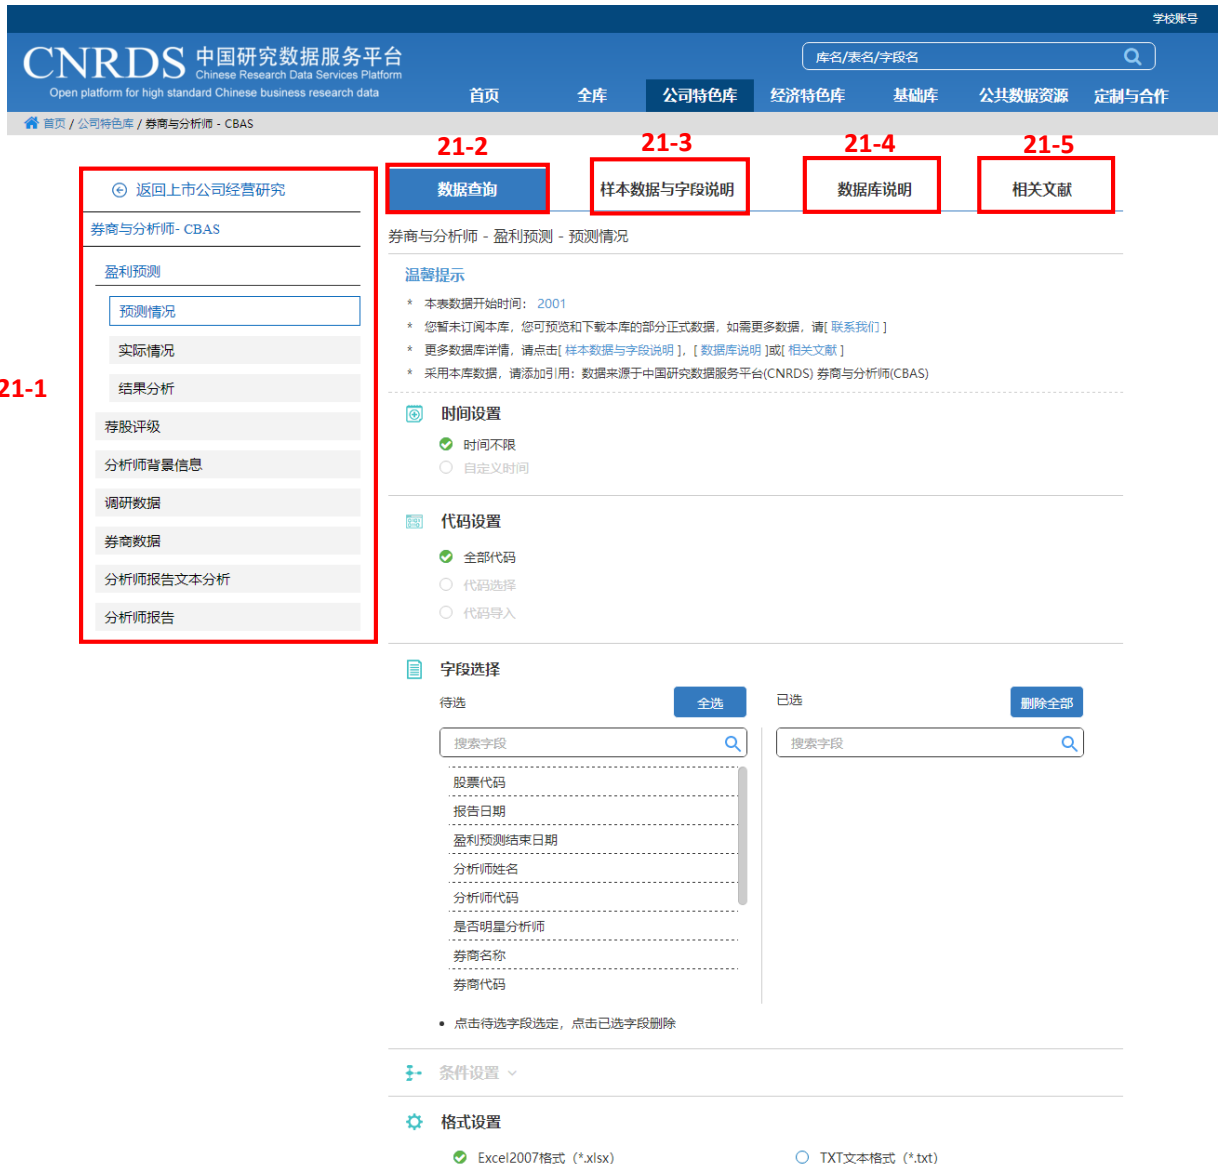 学校账号
CNRDS 中国研究数据服务平台
Chinese Research Data Services Platform
Open platform for high standard Chinese business research data
库名/表名/字段名
首页 全库 公司特色库 经济特色库 基础库 公共数据资源 定制与合作
首页 / 公司特色库 / 券商与分析师 - CBAS
21-2 21-3 21-4 21-5
数据查询 样本数据与字段说明 数据库说明 相关文献
21-1
返回上市公司经营研究
券商与分析师- CBAS
盈利预测
预测情况
实际情况
结果分析
荐股评级
分析师背景信息
调研数据
券商数据
分析师报告文本分析
分析师报告
券商与分析师 - 盈利预测 - 预测情况
温馨提示
* 本表数据开始时间： 2001
* 您暂未订阅本库，您可预览和下载本库的部分正式数据，如需更多数据，请[ 联系我们 ]
* 更多数据库详情，请点击[ 样本数据与字段说明 ]，[ 数据库说明 ]或[ 相关文献 ]
* 采用本库数据，请添加引用：数据来源于中国研究数据服务平台(CNRDS) 券商与分析师(CBAS)
时间设置
时间不限
自定义时间
代码设置
全部代码
代码选择
代码导入
字段选择
待选 全选 已选 删除全部
搜索字段 搜索字段
股票代码
报告日期
盈利预测结束日期
分析师姓名
分析师代码
是否明星分析师
券商名称
券商代码
• 点击待选字段选定，点击已选字段删除
条件设置
格式设置
Excel2007格式（*.xlsx） TXT文本格式（*.txt）